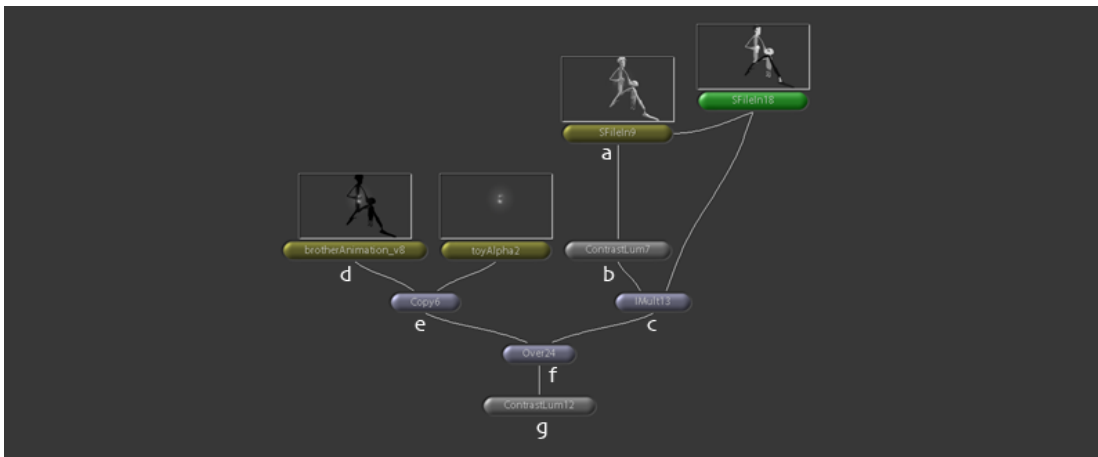 SFileIn18
SFileIn9
a
brotherAnimation_v8
toyAlpha2
ContrastLum7
d
b
Copy6
IMult13
e
c
Over24
f
ContrastLum12
g